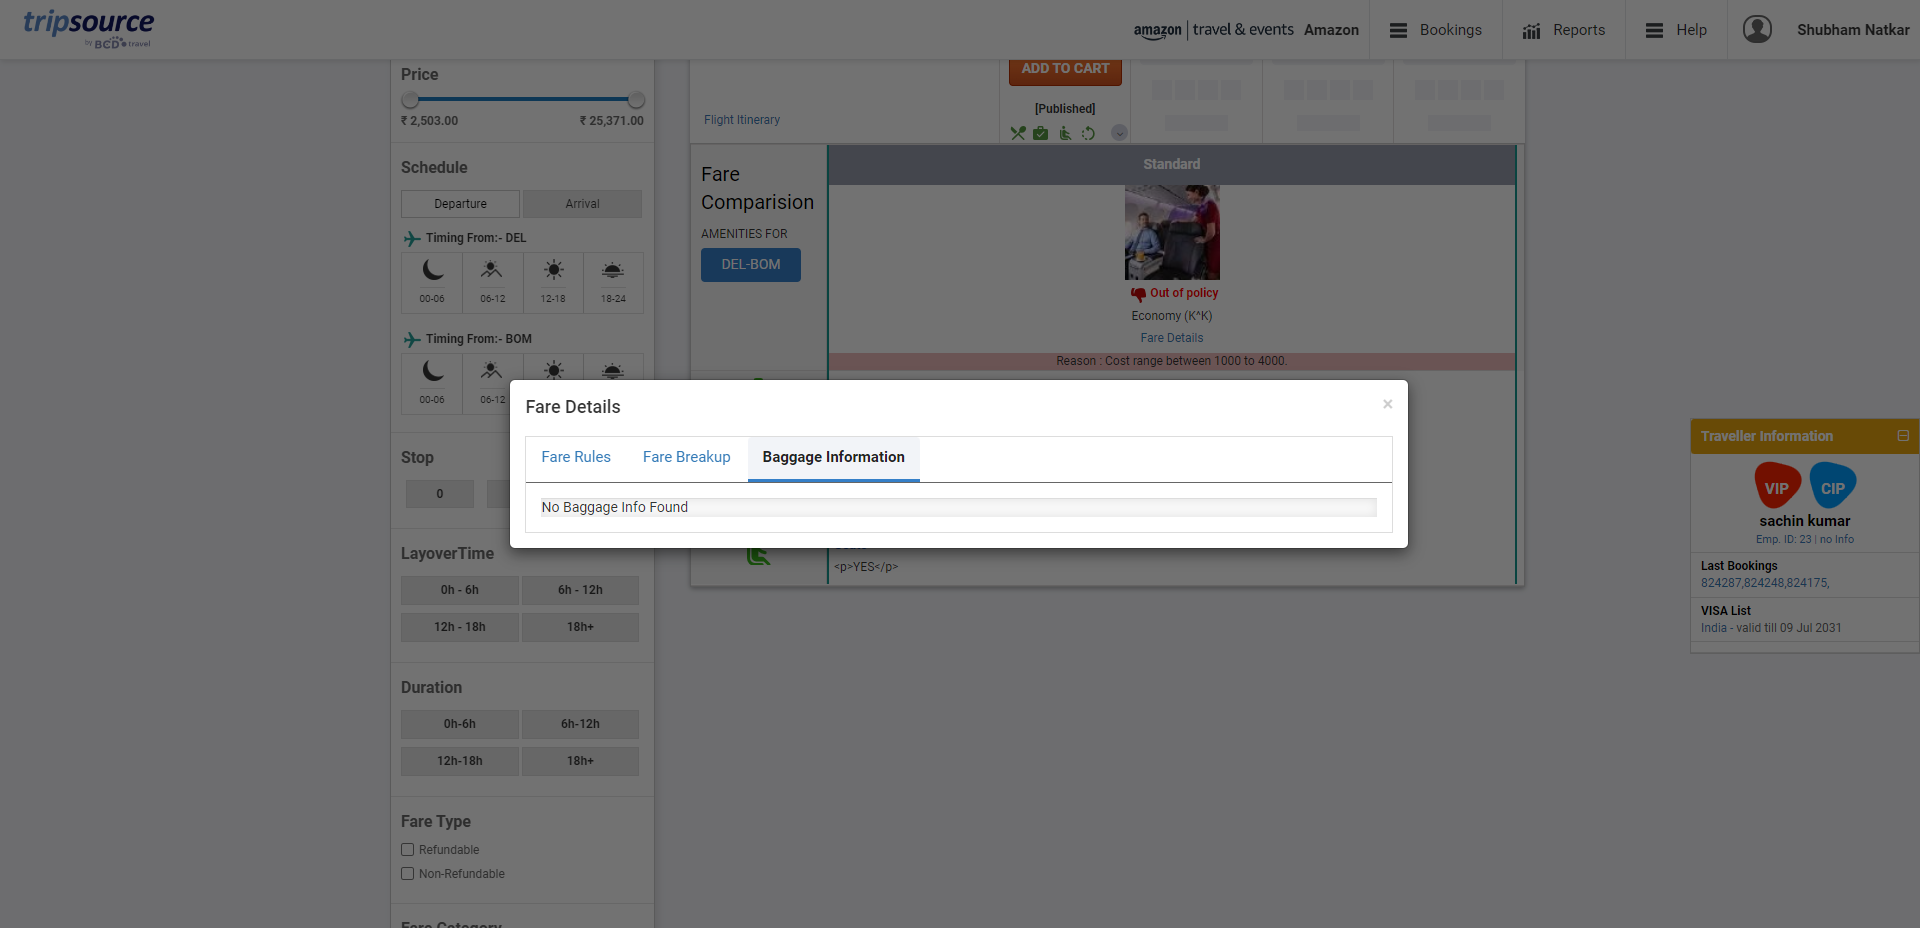 tripsource
by BCD travel
amazon | travel & events Amazon
Bookings
Reports
Help
Shubham Natkar
Price
₹ 2,503.00 ₹ 25,371.00
Schedule
Departure Arrival
Timing From:- DEL
00-06 06-12 12-18 18-24
Timing From:- BOM
00-06 06-12
Stop
0
LayoverTime
0h - 6h 6h - 12h
12h - 18h 18h+
Duration
0h-6h 6h-12h
12h-18h 18h+
Fare Type
Refundable
Non-Refundable
Fare Category
ADD TO CART
[Published]
Flight Itinerary
Fare
Comparision
AMENITIES FOR
DEL-BOM
Standard
Out of policy
Economy (K^K)
Fare Details
Reason : Cost range between 1000 to 4000.
<p>YES</p>
Fare Details ×
Fare Rules Fare Breakup Baggage Information
No Baggage Info Found
Traveller Information
VIP CIP
sachin kumar
Emp. ID: 23 | no Info
Last Bookings
824287,824248,824175,
VISA List
India - valid till 09 Jul 2031